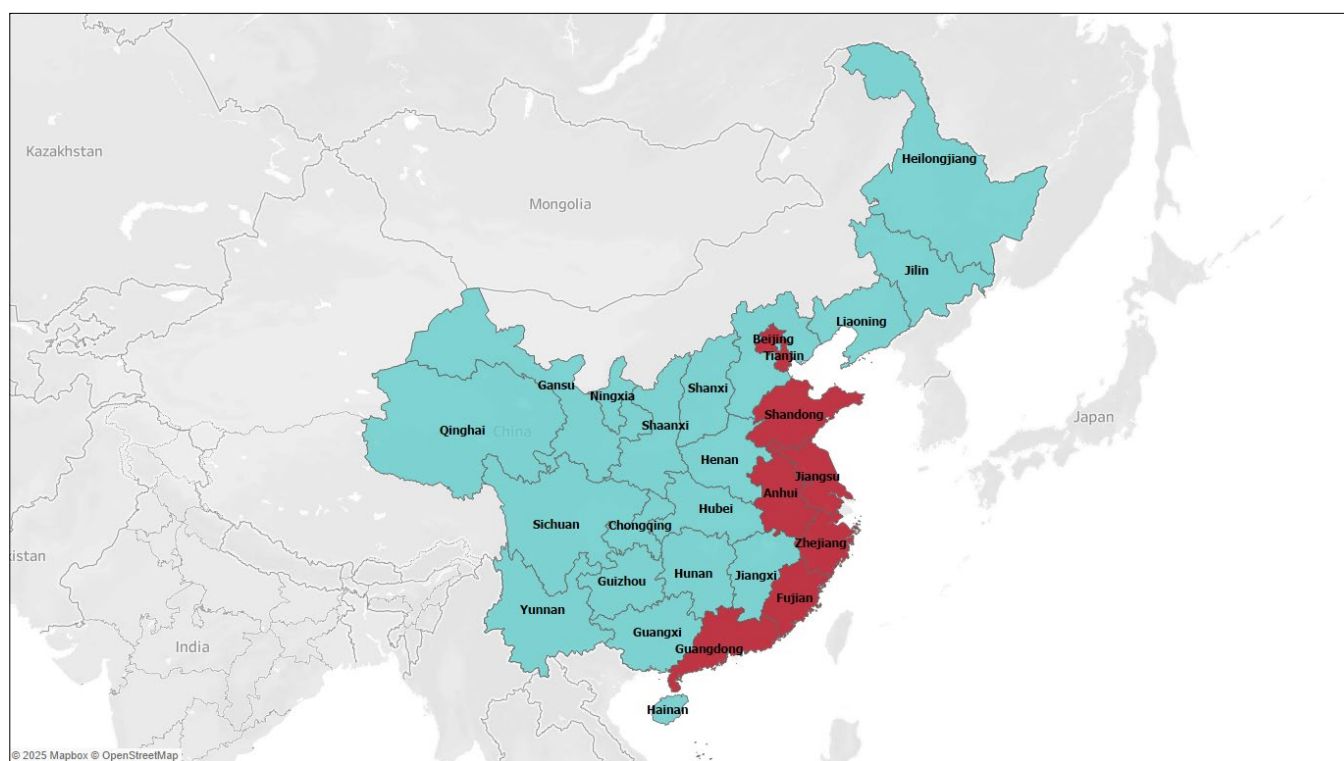 Heilongjiang
Kazakhstan
Mongolia
Jilin
Liaoning
Beijing
Tianjin
Gansu
Ningxia
Shanxi
Shandong
Japan
Qinghai
China
Shaanxi
Henan
Jiangsu
Anhui
Hubei
Sichuan
Chongqing
Zhejiang
kistan
Guizhou
Hunan
Jiangxi
Fujian
Yunnan
Guangxi
India
Guangdong
Hainan
© 2025 Mapbox © OpenStreetMap